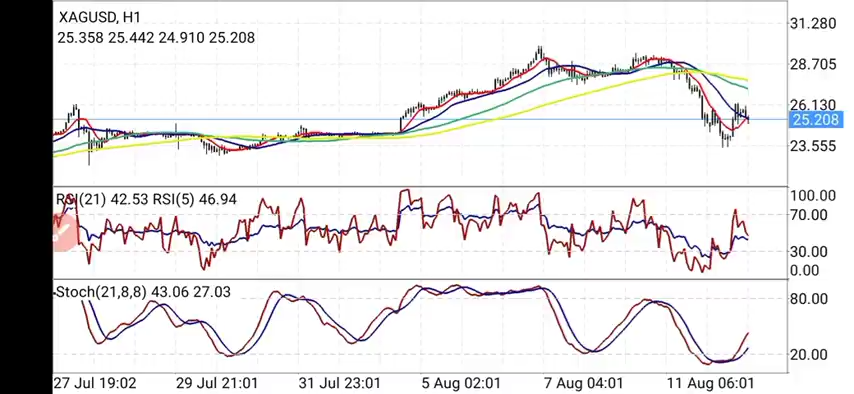 XAGUSD, H1
25.358 25.442 24.910 25.208
31.280
28.705
26.130
25.208
23.555
RSI(21) 42.53 RSI(5) 46.94
100.00
70.00
30.00
0.00
Stoch(21,8,8) 43.06 27.03
80.00
20.00
27 Jul 19:02 29 Jul 21:01 31 Jul 23:01 5 Aug 02:01 7 Aug 04:01 11 Aug 06:01